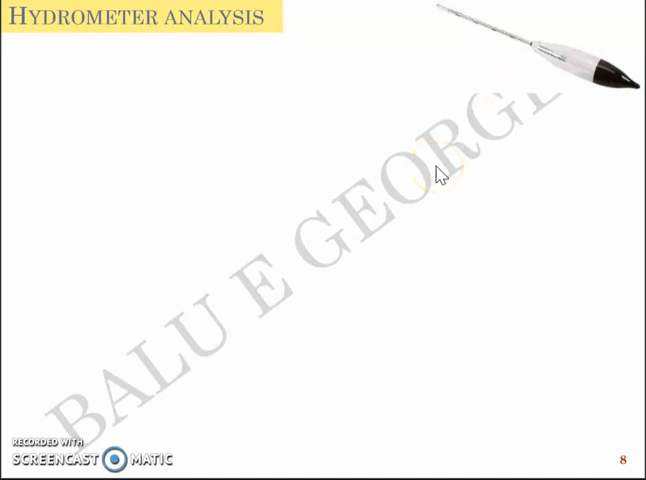 HYDROMETER ANALYSIS
BALU E GEORGE
RECORDED WITH
SCREENCAST MATIC
8